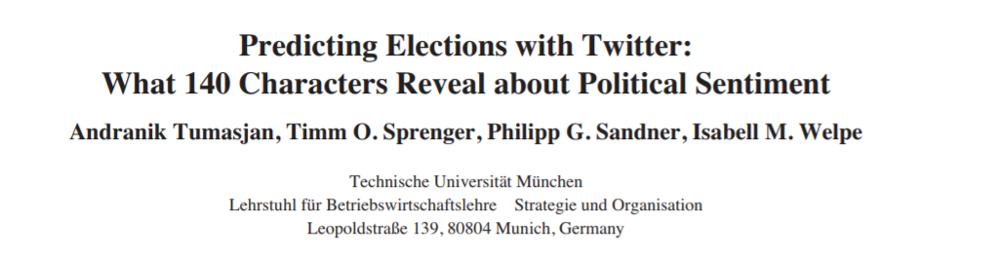 Predicting Elections with Twitter:
What 140 Characters Reveal about Political Sentiment
Andranik Tumasjan, Timm O. Sprenger, Philipp G. Sandner, Isabell M. Welpe
Technische Universität München
Lehrstuhl für Betriebswirtschaftslehre Strategie und Organisation
Leopoldstraße 139, 80804 Munich, Germany